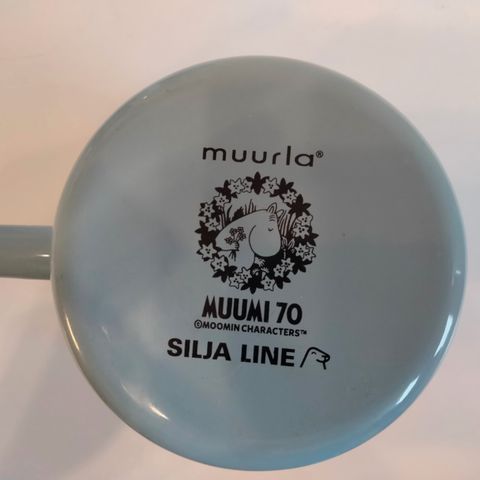 muurla®
MUUMI 70
©MOOMIN CHARACTERS™
SILJA LINE